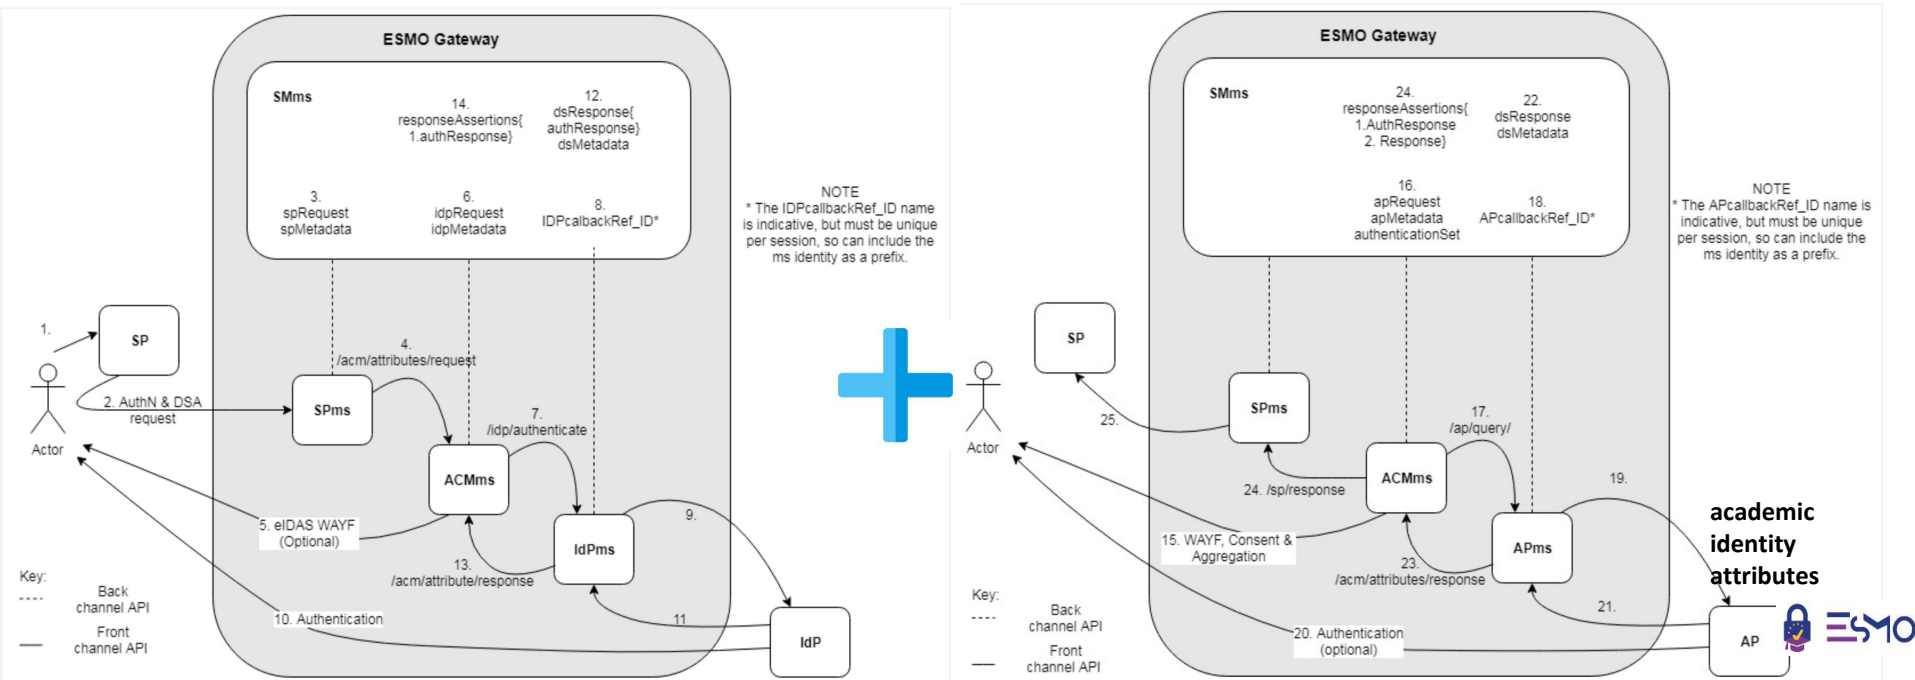 ESMO Gateway
SMms
14.
responseAssertions{
1.authResponse}
12.
dsResponse{
authResponse}
dsMetadata
3.
spRequest
spMetadata
6.
idpRequest
idpMetadata
8.
IDPcalbackRef_ID*
NOTE
* The IDPcallbackRef_ID name
is indicative, but must be unique
per session, so can include the
ms identity as a prefix.
1.
SP
Actor
2. AuthN & DSA
request
SPms
4.
/acm/attributes/request
7.
/idp/authenticate
ACMms
5. eIDAS WAYF
(Optional)
IdPms
9.
13.
/acm/attribute/response
10. Authentication
11
IdP
Key:
Back
channel API
Front
channel API
ESMO Gateway
SMms
24.
responseAssertions{
1.AuthResponse
2. Response}
22.
dsResponse
dsMetadata
16.
apRequest
apMetadata
authenticationSet
18.
APcallbackRef_ID*
NOTE
* The APcallbackRef_ID name is
indicative, but must be unique
per session, so can include the
ms identity as a prefix.
SP
Actor
25.
SPms
17.
/ap/query/
ACMms
24. /sp/response
15. WAYF, Consent &
Aggregation
APms
19.
23.
/acm/attributes/response
academic
identity
attributes
21.
20. Authentication
(optional)
AP
ESMO
Key:
Back
channel API
Front
channel API